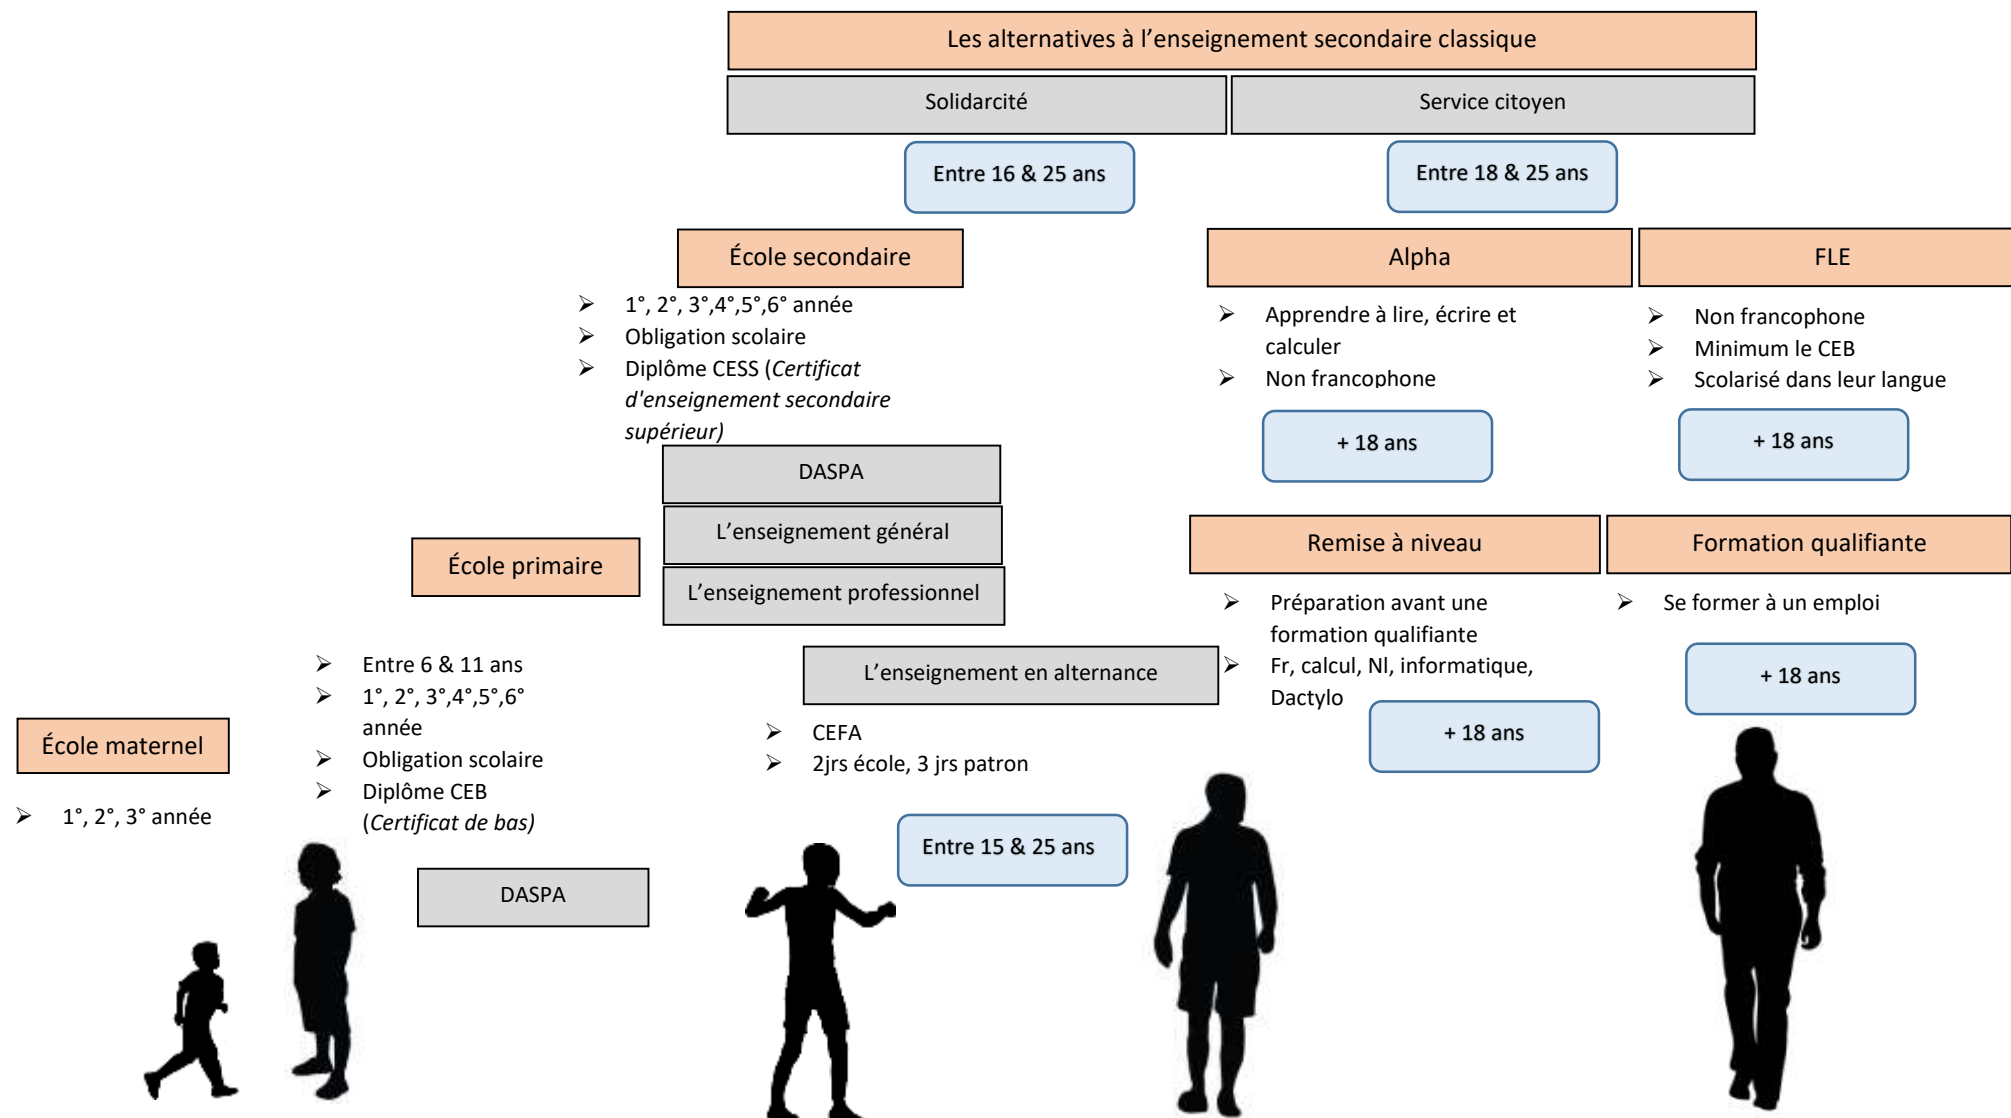 Les alternatives à l’enseignement secondaire classique
Solidarcité
Service citoyen
Entre 16 & 25 ans
Entre 18 & 25 ans
École secondaire
➢ 1°, 2°, 3°,4°,5°,6° année
➢ Obligation scolaire
➢ Diplôme CESS (Certificat
d'enseignement secondaire
supérieur)
DASPA
L’enseignement général
L’enseignement professionnel
L’enseignement en alternance
➢ CEFA
➢ 2jrs école, 3 jrs patron
Entre 15 & 25 ans
Alpha
➢ Apprendre à lire, écrire et
calculer
➢ Non francophone
+ 18 ans
FLE
➢ Non francophone
➢ Minimum le CEB
➢ Scolarisé dans leur langue
+ 18 ans
Remise à niveau
➢ Préparation avant une
formation qualifiante
➢ Fr, calcul, Nl, informatique,
Dactylo
+ 18 ans
Formation qualifiante
➢ Se former à un emploi
+ 18 ans
École primaire
➢ Entre 6 & 11 ans
➢ 1°, 2°, 3°,4°,5°,6°
année
➢ Obligation scolaire
➢ Diplôme CEB
(Certificat de bas)
DASPA
École maternel
➢ 1°, 2°, 3° année